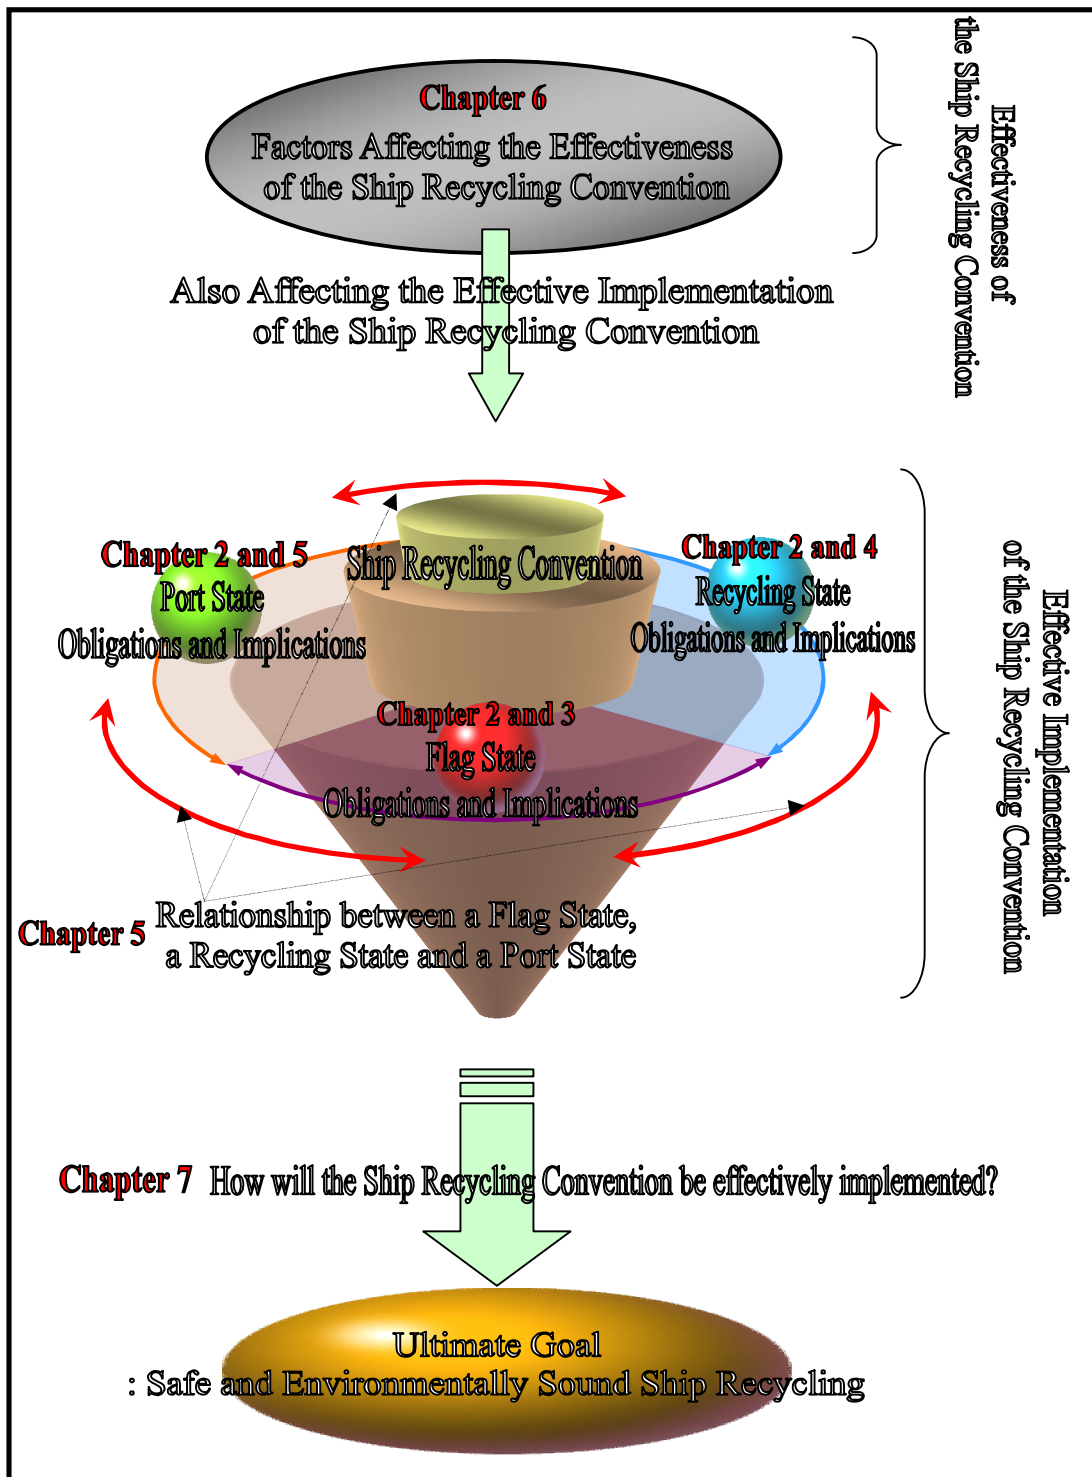 Chapter 6
Factors Affecting the Effectiveness
of the Ship Recycling Convention
Effectiveness of
the Ship Recycling Convention
Also Affecting the Effective Implementation
of the Ship Recycling Convention
Ship Recycling Convention
Chapter 2 and 5
Port State
Obligations and Implications
Chapter 2 and 4
Recycling State
Obligations and Implications
Chapter 2 and 3
Flag State
Obligations and Implications
Effective Implementation
of the Ship Recycling Convention
Chapter 5
Relationship between a Flag State,
a Recycling State and a Port State
Chapter 7 How will the Ship Recycling Convention be effectively implemented?
Ultimate Goal
: Safe and Environmentally Sound Ship Recycling